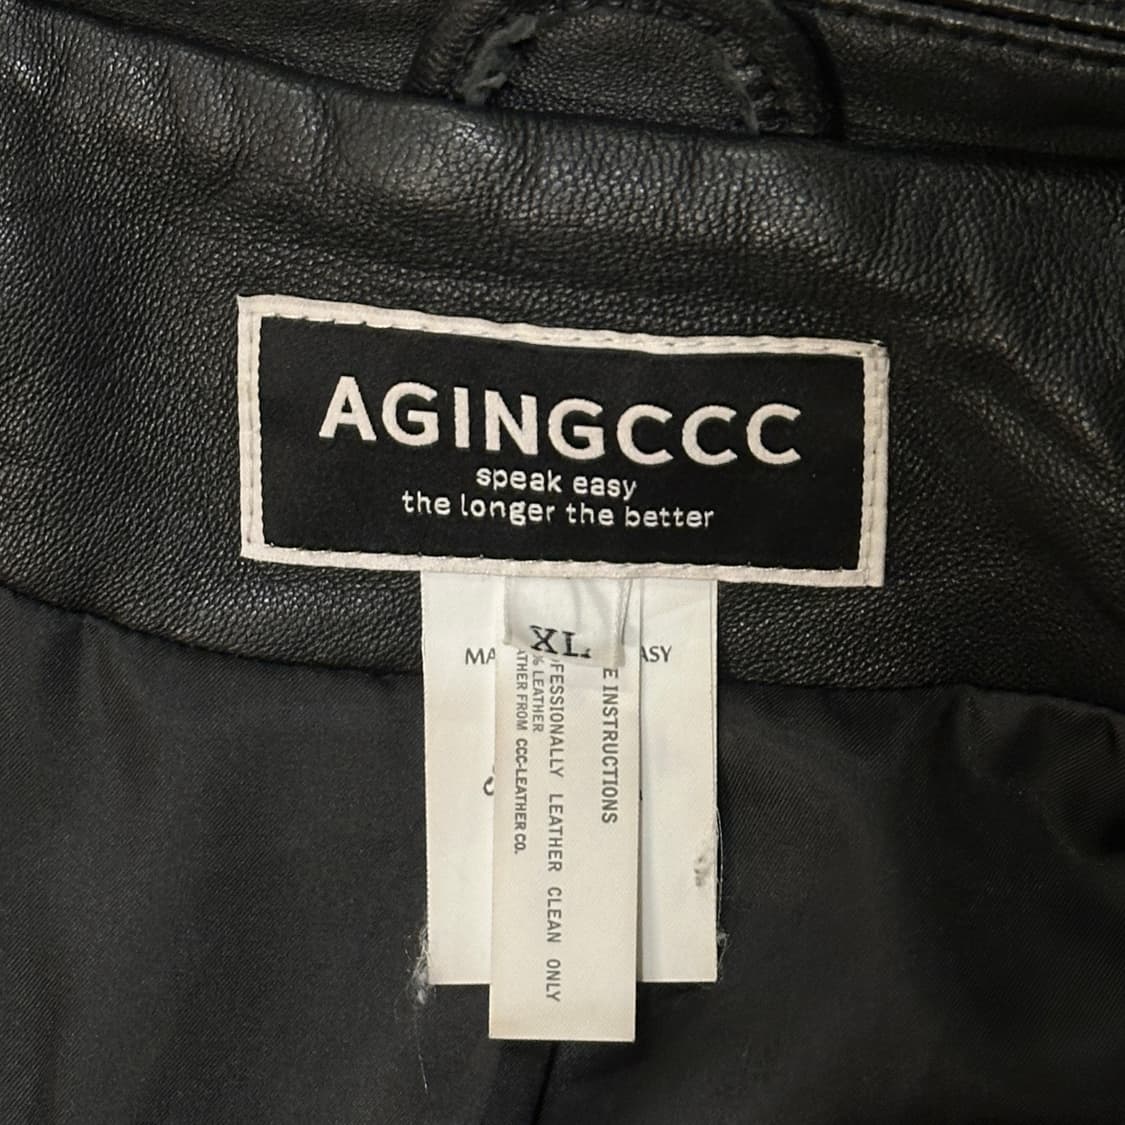 AGINGCCC
speak easy
the longer the better
XL
MA
ASY
E INSTRUCTIONS
FESSIONALLY LEATHER CLEAN ONLY
% LEATHER
ATHER FROM CCC-LEATHER CO.